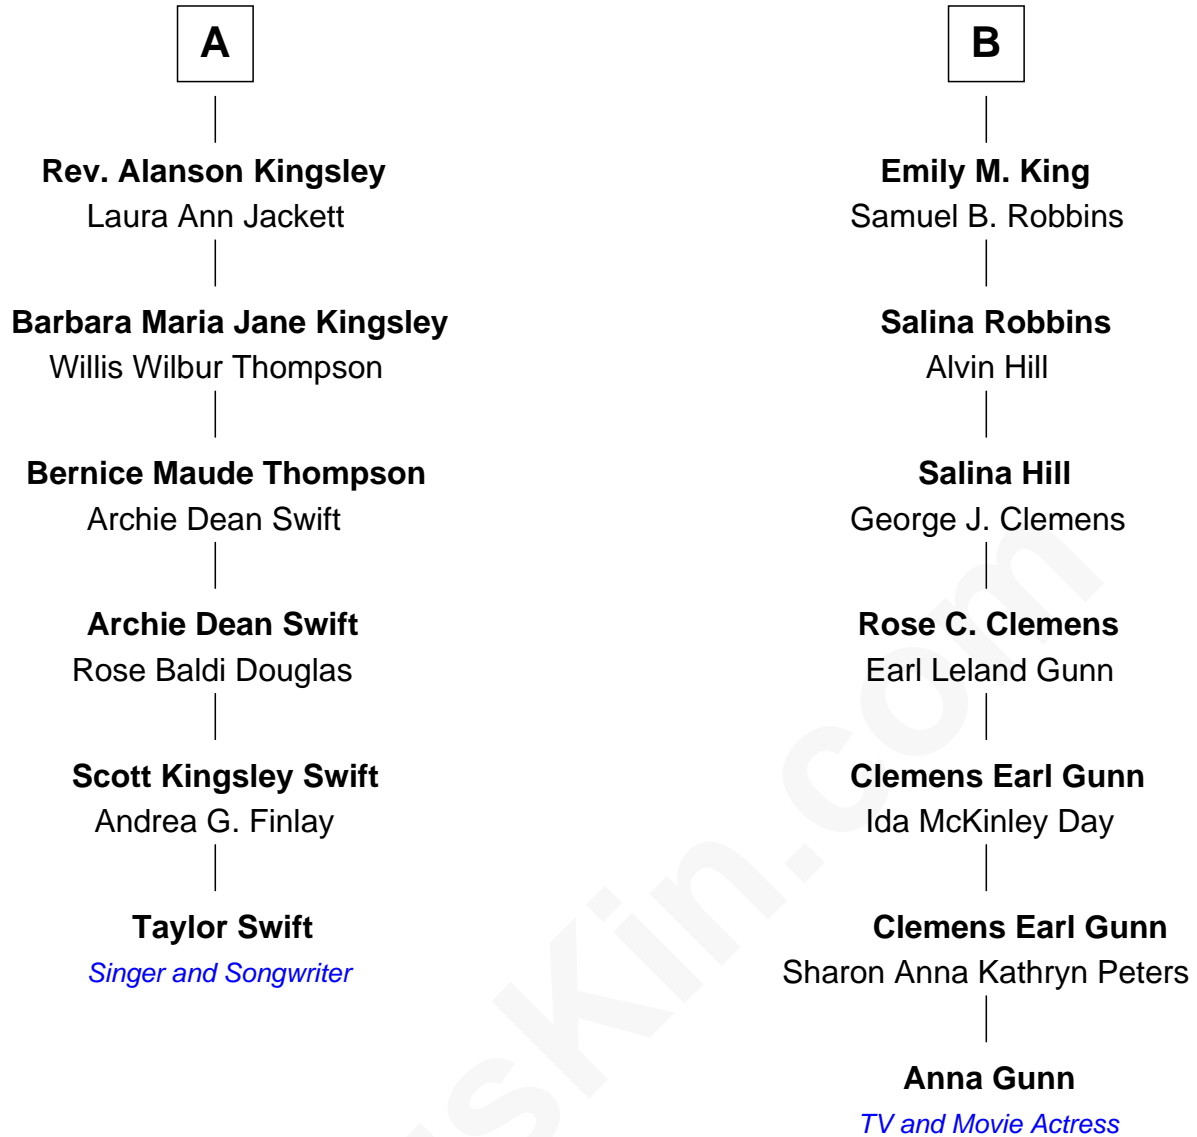 A
Rev. Alanson Kingsley
Laura Ann Jackett
Barbara Maria Jane Kingsley
Willis Wilbur Thompson
Bernice Maude Thompson
Archie Dean Swift
Archie Dean Swift
Rose Baldi Douglas
Scott Kingsley Swift
Andrea G. Finlay
Taylor Swift
Singer and Songwriter
B
Emily M. King
Samuel B. Robbins
Salina Robbins
Alvin Hill
Salina Hill
George J. Clemens
Rose C. Clemens
Earl Leland Gunn
Clemens Earl Gunn
Ida McKinley Day
Clemens Earl Gunn
Sharon Anna Kathryn Peters
Anna Gunn
TV and Movie Actress
usKin.com